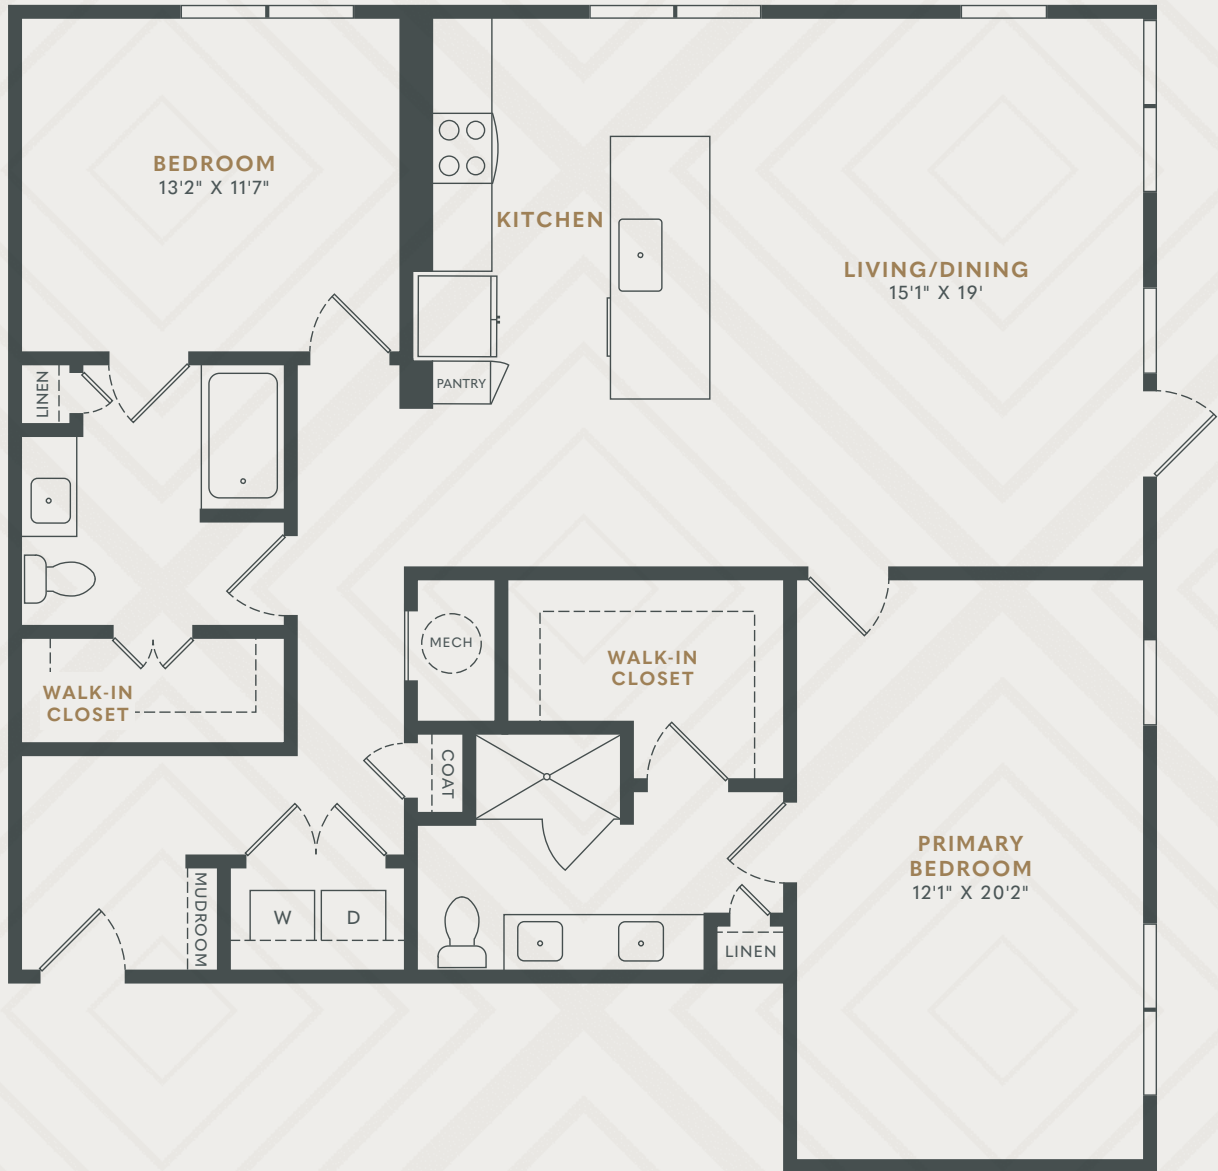 BEDROOM
13'2" X 11'7"
KITCHEN
LIVING/DINING
15'1" X 19'
LINEN
PANTRY
MECH
WALK-IN
CLOSET
WALK-IN
CLOSET
COAT
PRIMARY
BEDROOM
12'1" X 20'2"
MUDROOM
W
D
LINEN